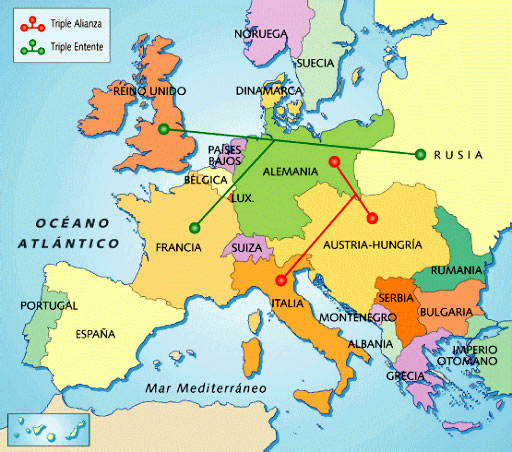 Triple Alianza
Triple Entente
NORUEGA
SUECIA
REINO UNIDO
DINAMARCA
PAÍSES
BAJOS
RUSIA
ALEMANIA
BÉLGICA
LUX.
OCÉANO
ATLÁNTICO
FRANCIA
SUIZA
AUSTRIA-HUNGRÍA
RUMANIA
ITALIA
SERBIA
PORTUGAL
BULGARIA
MONTENEGRO
ESPAÑA
ALBANIA
IMPERIO
OTOMANO
GRECIA
Mar Mediterráneo